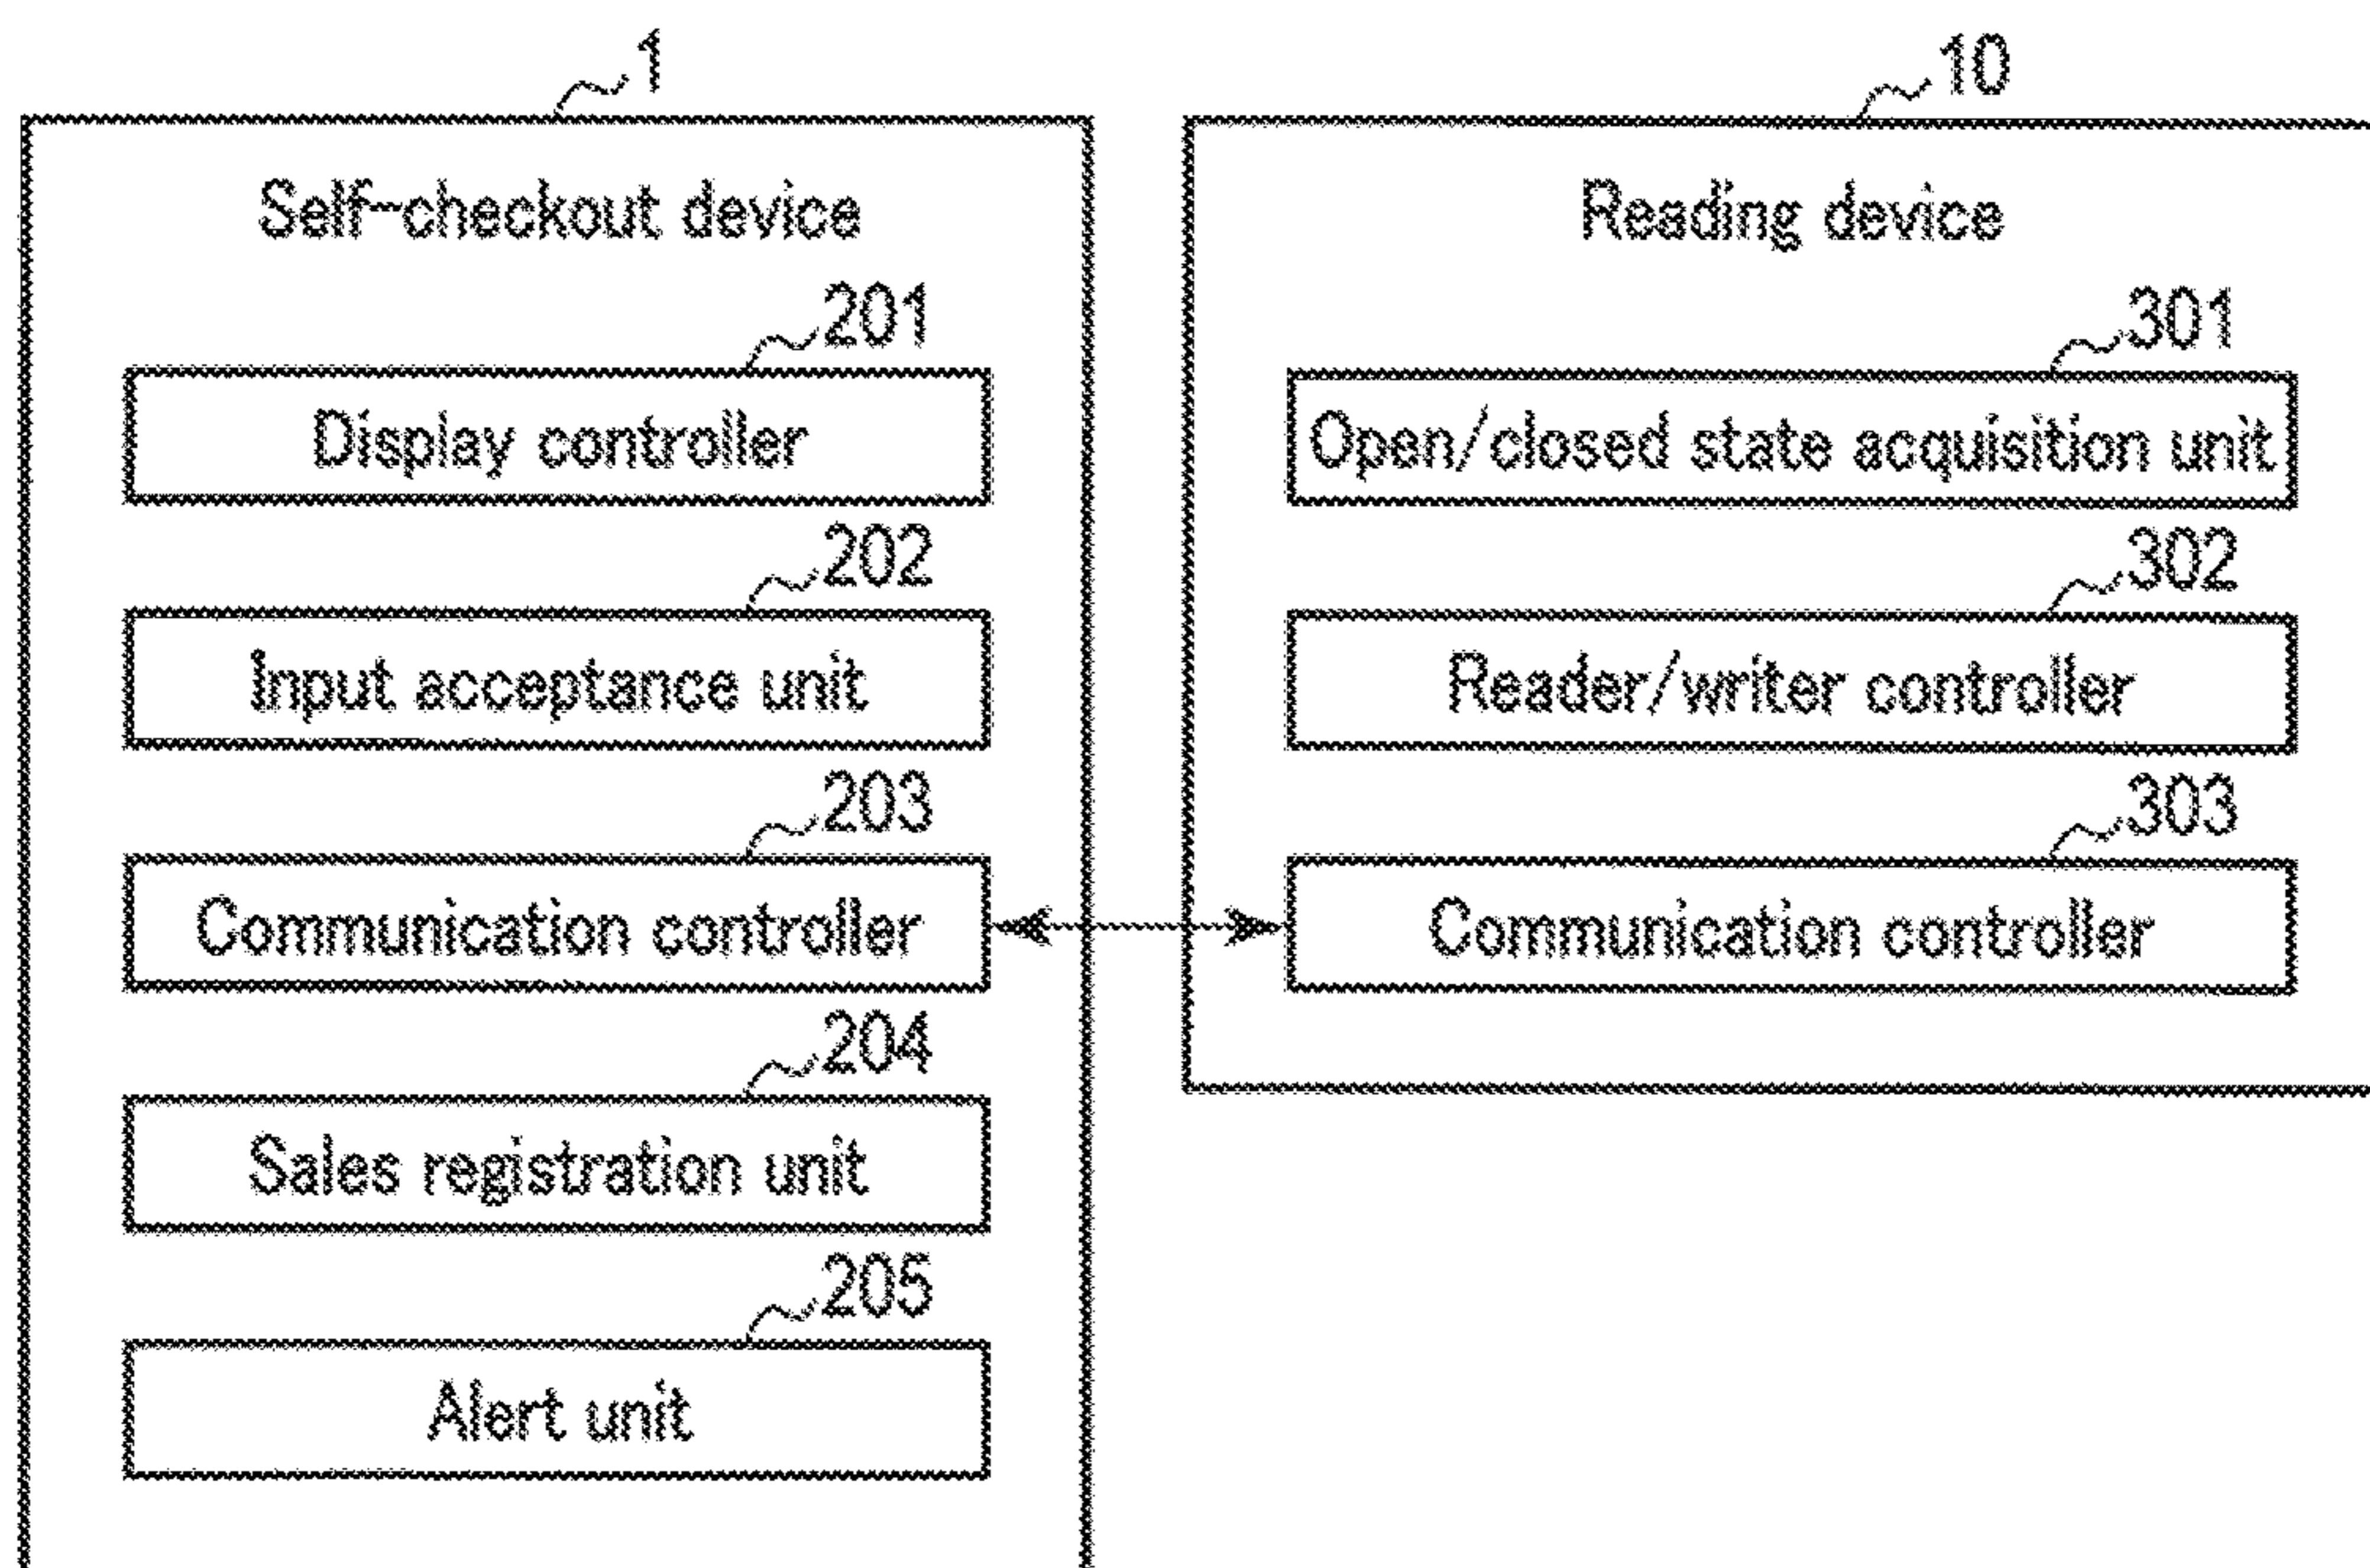 1
Self-checkout device
201
Display controller
202
Input acceptance unit
203
Communication controller
204
Sales registration unit
205
Alert unit
10
Reading device
301
Open/closed state acquisition unit
302
Reader/writer controller
303
Communication controller